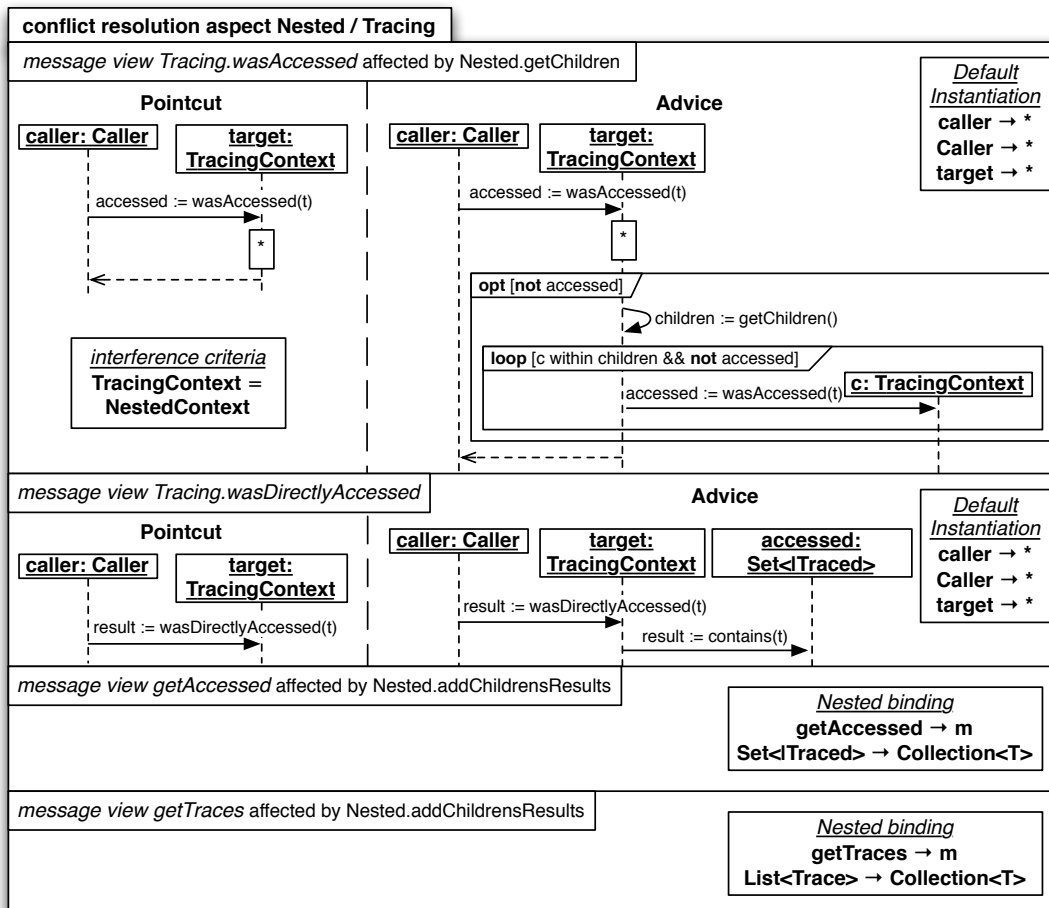 conflict resolution aspect Nested / Tracing
message view Tracing.wasAccessed affected by Nested.getChildren
Pointcut
caller: Caller
target:
TracingContext
accessed := wasAccessed(t)
*
interference criteria
TracingContext =
NestedContext
Advice
caller: Caller
target:
TracingContext
accessed := wasAccessed(t)
*
opt [not accessed]
children := getChildren()
loop [c within children && not accessed]
c: TracingContext
accessed := wasAccessed(t)
Default
Instantiation
caller → *
Caller → *
target → *
message view Tracing.wasDirectlyAccessed
Pointcut
caller: Caller
target:
TracingContext
result := wasDirectlyAccessed(t)
Advice
caller: Caller
target:
TracingContext
accessed:
Set<ITraced>
result := wasDirectlyAccessed(t)
result := contains(t)
Default
Instantiation
caller → *
Caller → *
target → *
message view getAccessed affected by Nested.addChildrensResults
Nested binding
getAccessed → m
Set<ITraced> → Collection<T>
message view getTraces affected by Nested.addChildrensResults
Nested binding
getTraces → m
List<Trace> → Collection<T>